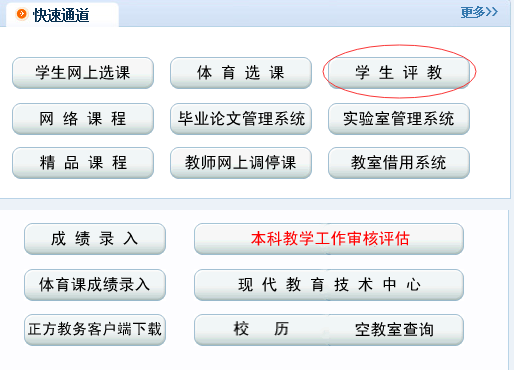 快速通道 更多>>
学生网上选课 体育选课 学生评教
网络课程 毕业论文管理系统 实验室管理系统
精品课程 教师网上调停课 教室借用系统
成绩录入 本科教学工作审核评估
体育课成绩录入 现代教育技术中心
正方教务客户端下载 校历 空教室查询